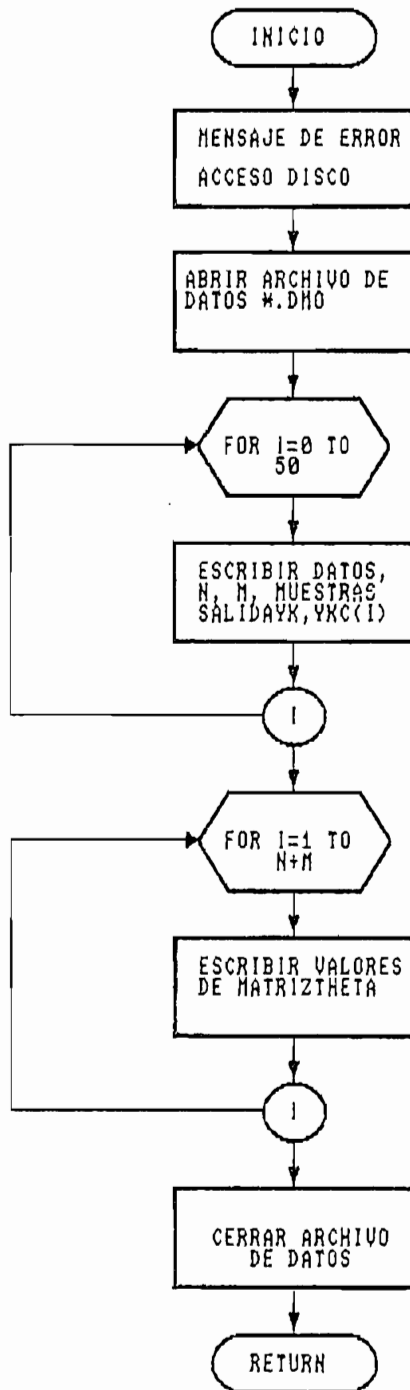 INICIO
MENSAJE DE ERROR
ACCESO DISCO
ABRIR ARCHIVO DE
DATOS *.DMO
FOR I=0 TO
50
ESCRIBIR DATOS,
N, M, MUESTRAS
SALIDAYK,YKC(I)
I
FOR I=1 TO
N+M
ESCRIBIR VALORES
DE MATRIZTHETA
I
CERRAR ARCHIVO
DE DATOS
RETURN